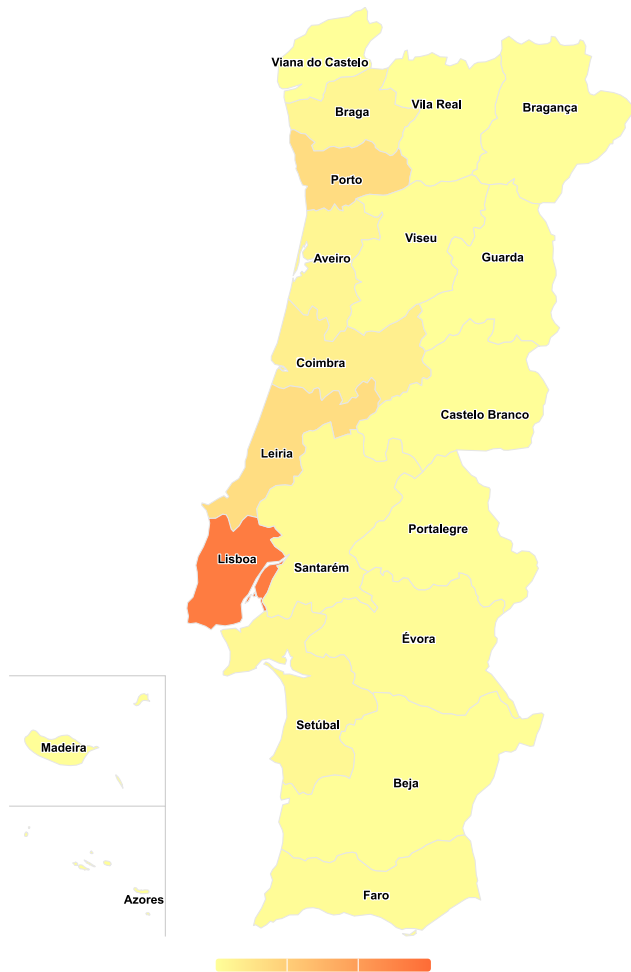 Viana do Castelo
Braga
Vila Real
Bragança
Porto
Viseu
Guarda
Aveiro
Coimbra
Castelo Branco
Leiria
Portalegre
Lisboa
Santarém
Évora
Setúbal
Madeira
Beja
Faro
Azores